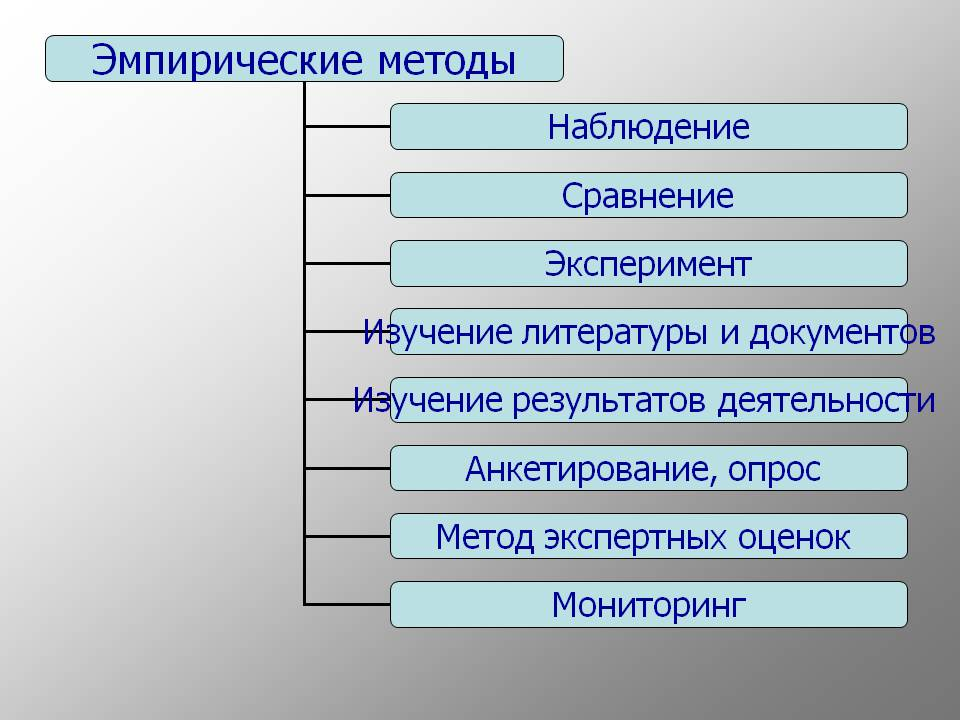 Эмпирические методы
Наблюдение
Сравнение
Эксперимент
Изучение литературы и документов
Изучение результатов деятельности
Анкетирование, опрос
Метод экспертных оценок
Мониторинг